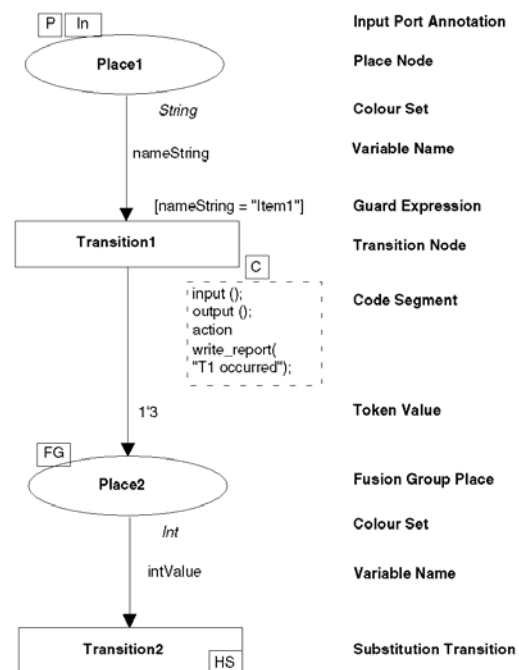 P In Input Port Annotation
Place1 Place Node
String Colour Set
nameString Variable Name
[nameString = "Item1"] Guard Expression
Transition1 Transition Node
C
input (); Code Segment
output ();
action
write_report(
"T1 occurred");
1'3 Token Value
FG
Place2 Fusion Group Place
Int Colour Set
intValue Variable Name
Transition2 Substitution Transition
HS